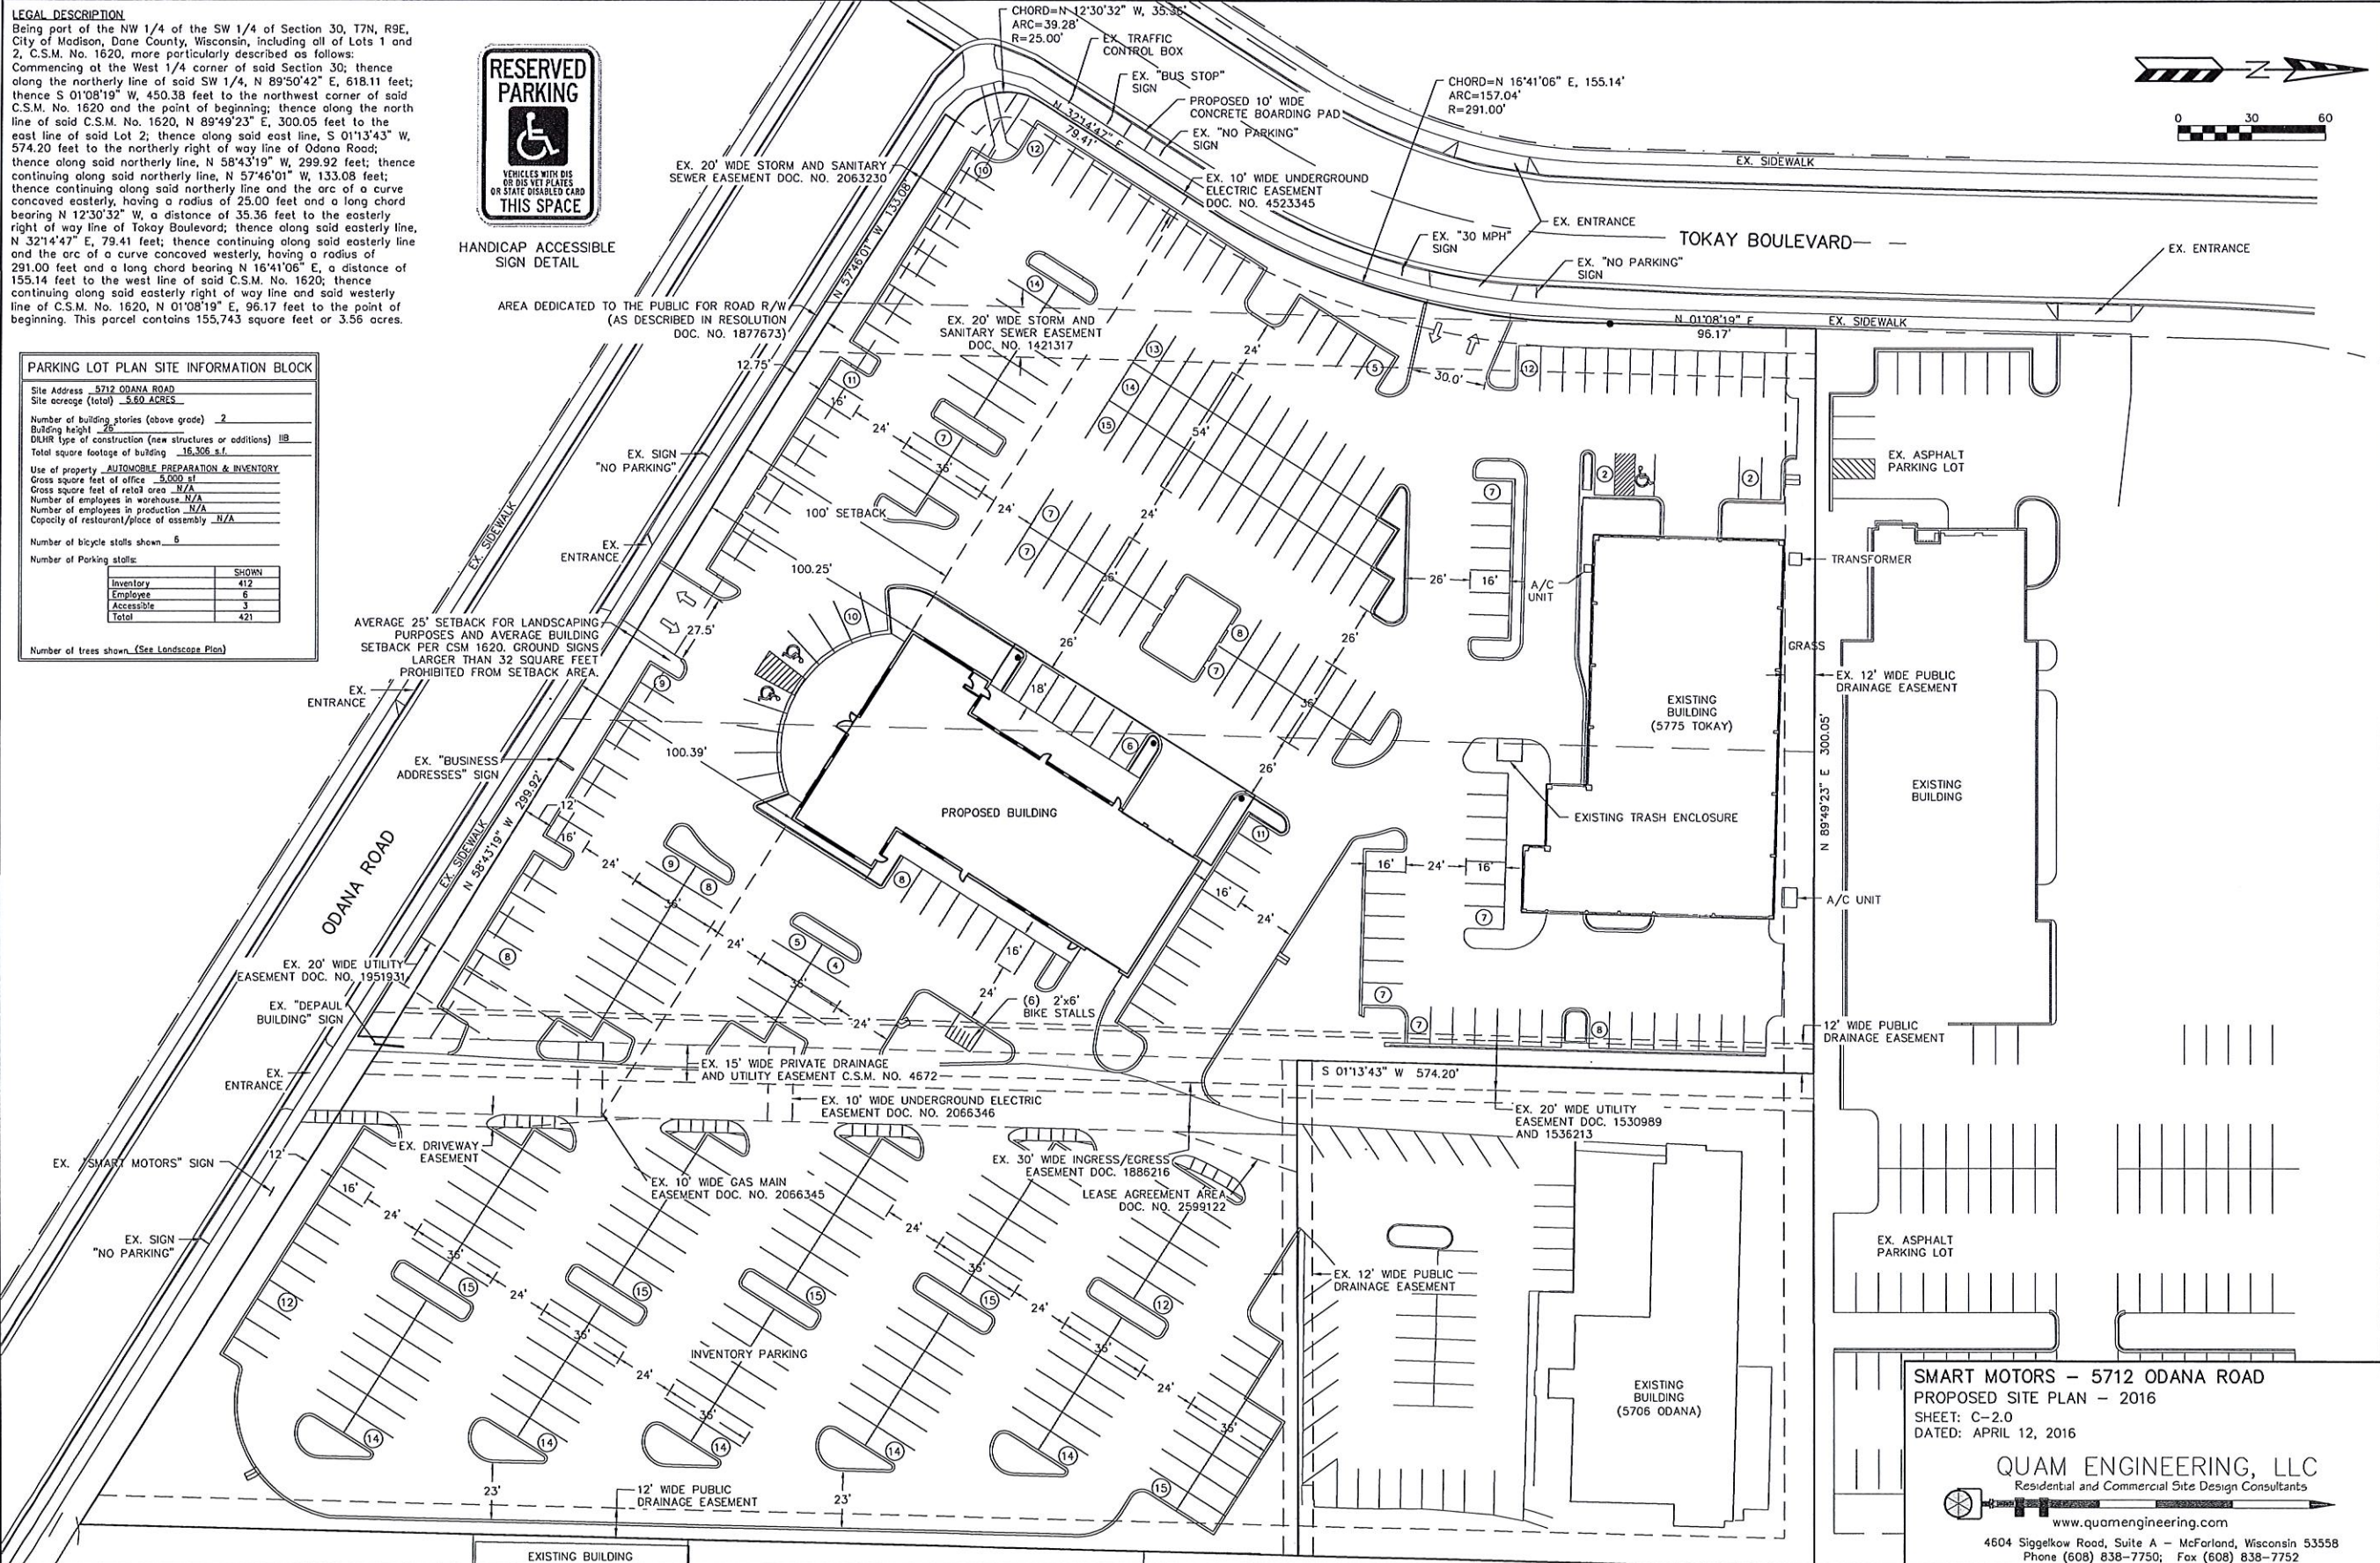 LEGAL DESCRIPTION
Being part of the NW 1/4 of the SW 1/4 of Section 30, T7N, R9E,
City of Madison, Dane County, Wisconsin, including all of Lots 1 and
2, C.S.M. No. 1620, more particularly described as follows:
Commencing at the West 1/4 corner of said Section 30; thence
along the northerly line of said SW 1/4, N 89°50'42" E, 618.11 feet;
thence S 01°08'19" W, 450.38 feet to the northwest corner of said
C.S.M. No. 1620 and the point of beginning; thence along the north
line of said C.S.M. No. 1620, N 89°49'23" E, 300.05 feet to the
east line of said Lot 2; thence along said east line, S 01°13'43" W,
574.20 feet to the northerly right of way line of Odana Road;
thence along said northerly line, N 58°43'19" W, 299.92 feet; thence
continuing along said northerly line, N 57°46'01" W, 133.08 feet;
thence continuing along said northerly line and the arc of a curve
concaved easterly, having a radius of 25.00 feet and a long chord
bearing N 12°30'32" W, a distance of 35.36 feet to the easterly
right of way line of Tokay Boulevard; thence along said easterly line,
N 32°14'47" E, 79.41 feet; thence continuing along said easterly line
and the arc of a curve concaved westerly, having a radius of
291.00 feet and a long chord bearing N 16°41'06" E, a distance of
155.14 feet to the west line of said C.S.M. No. 1620; thence
continuing along said easterly right of way line and said westerly
line of C.S.M. No. 1620, N 01°08'19" E, 96.17 feet to the point of
beginning. This parcel contains 155,743 square feet or 3.56 acres.
RESERVED
PARKING
VEHICLES WITH DIS
OR DIS VET PLATES
OR STATE DISABLED CARD
THIS SPACE
HANDICAP ACCESSIBLE
SIGN DETAIL
PARKING LOT PLAN SITE INFORMATION BLOCK
Site Address 5712 ODANA ROAD
Site acreage (total) 5.60 ACRES
Number of building stories (above grade) 2
Building height 26'
DILHR type of construction (new structures or additions) IIB
Total square footage of building 16,306 s.f.
Use of property AUTOMOBILE PREPARATION & INVENTORY
Gross square feet of office 5,000 sf
Gross square feet of retail area N/A
Number of employees in warehouse N/A
Number of employees in production N/A
Capacity of restaurant/place of assembly N/A
Number of bicycle stalls shown 6
Number of Parking stalls:
SHOWN
Inventory 412
Employee 6
Accessible 3
Total 421
Number of trees shown (See Landscape Plan)
CHORD=N 12°30'32" W, 35.36'
ARC=39.28'
R=25.00'
EX. TRAFFIC
CONTROL BOX
EX. "BUS STOP"
SIGN
PROPOSED 10' WIDE
CONCRETE BOARDING PAD
EX. "NO PARKING"
SIGN
N 32°14'47" E
79.41'
CHORD=N 16°41'06" E, 155.14'
ARC=157.04'
R=291.00'
N
0 30 60
EX. SIDEWALK
EX. 20' WIDE STORM AND SANITARY
SEWER EASEMENT DOC. NO. 2063230
EX. 10' WIDE UNDERGROUND
ELECTRIC EASEMENT
DOC. NO. 4523345
EX. ENTRANCE
EX. "30 MPH"
SIGN
TOKAY BOULEVARD
EX. "NO PARKING"
SIGN
EX. ENTRANCE
N 57°46'01" W 133.08'
AREA DEDICATED TO THE PUBLIC FOR ROAD R/W
(AS DESCRIBED IN RESOLUTION
DOC. NO. 1877673)
EX. 20' WIDE STORM AND
SANITARY SEWER EASEMENT
DOC. NO. 1421317
N 01°08'19" E
96.17'
EX. SIDEWALK
12.75'
30.0'
EX. SIGN
"NO PARKING"
100' SETBACK
EX. ASPHALT
PARKING LOT
EX. SIDEWALK
EX.
ENTRANCE
100.25'
A/C
UNIT
TRANSFORMER
27.5'
AVERAGE 25' SETBACK FOR LANDSCAPING
PURPOSES AND AVERAGE BUILDING
SETBACK PER CSM 1620. GROUND SIGNS
LARGER THAN 32 SQUARE FEET
PROHIBITED FROM SETBACK AREA.
GRASS
EX. 12' WIDE PUBLIC
DRAINAGE EASEMENT
EX.
ENTRANCE
EXISTING
BUILDING
(5775 TOKAY)
N 89°49'23" E 300.05'
EXISTING
BUILDING
EX. "BUSINESS
ADDRESSES" SIGN
100.39'
PROPOSED BUILDING
EXISTING TRASH ENCLOSURE
ODANA ROAD
EX. SIDEWALK
N 58°43'19" W 299.92'
A/C UNIT
EX. 20' WIDE UTILITY
EASEMENT DOC. NO. 1951931
EX. "DEPAUL
BUILDING" SIGN
(6) 2'x6'
BIKE STALLS
12' WIDE PUBLIC
DRAINAGE EASEMENT
EX. 15' WIDE PRIVATE DRAINAGE
AND UTILITY EASEMENT C.S.M. NO. 4672
S 01°13'43" W 574.20'
EX.
ENTRANCE
EX. 10' WIDE UNDERGROUND ELECTRIC
EASEMENT DOC. NO. 2066346
EX. 20' WIDE UTILITY
EASEMENT DOC. 1530989
AND 1536213
EX. DRIVEWAY
EASEMENT
EX. "SMART MOTORS" SIGN
EX. 10' WIDE GAS MAIN
EASEMENT DOC. NO. 2066345
EX. 30' WIDE INGRESS/EGRESS
EASEMENT DOC. 1886216
LEASE AGREEMENT AREA
DOC. NO. 2599122
EX. SIGN
"NO PARKING"
EX. 12' WIDE PUBLIC
DRAINAGE EASEMENT
EX. ASPHALT
PARKING LOT
INVENTORY PARKING
EXISTING
BUILDING
(5706 ODANA)
23'
12' WIDE PUBLIC
DRAINAGE EASEMENT
23'
EXISTING BUILDING
SMART MOTORS – 5712 ODANA ROAD
PROPOSED SITE PLAN – 2016
SHEET: C–2.0
DATED: APRIL 12, 2016
QUAM ENGINEERING, LLC
Residential and Commercial Site Design Consultants
www.quamengineering.com
4604 Siggelkow Road, Suite A – McFarland, Wisconsin 53558
Phone (608) 838–7750; Fax (608) 838–7752